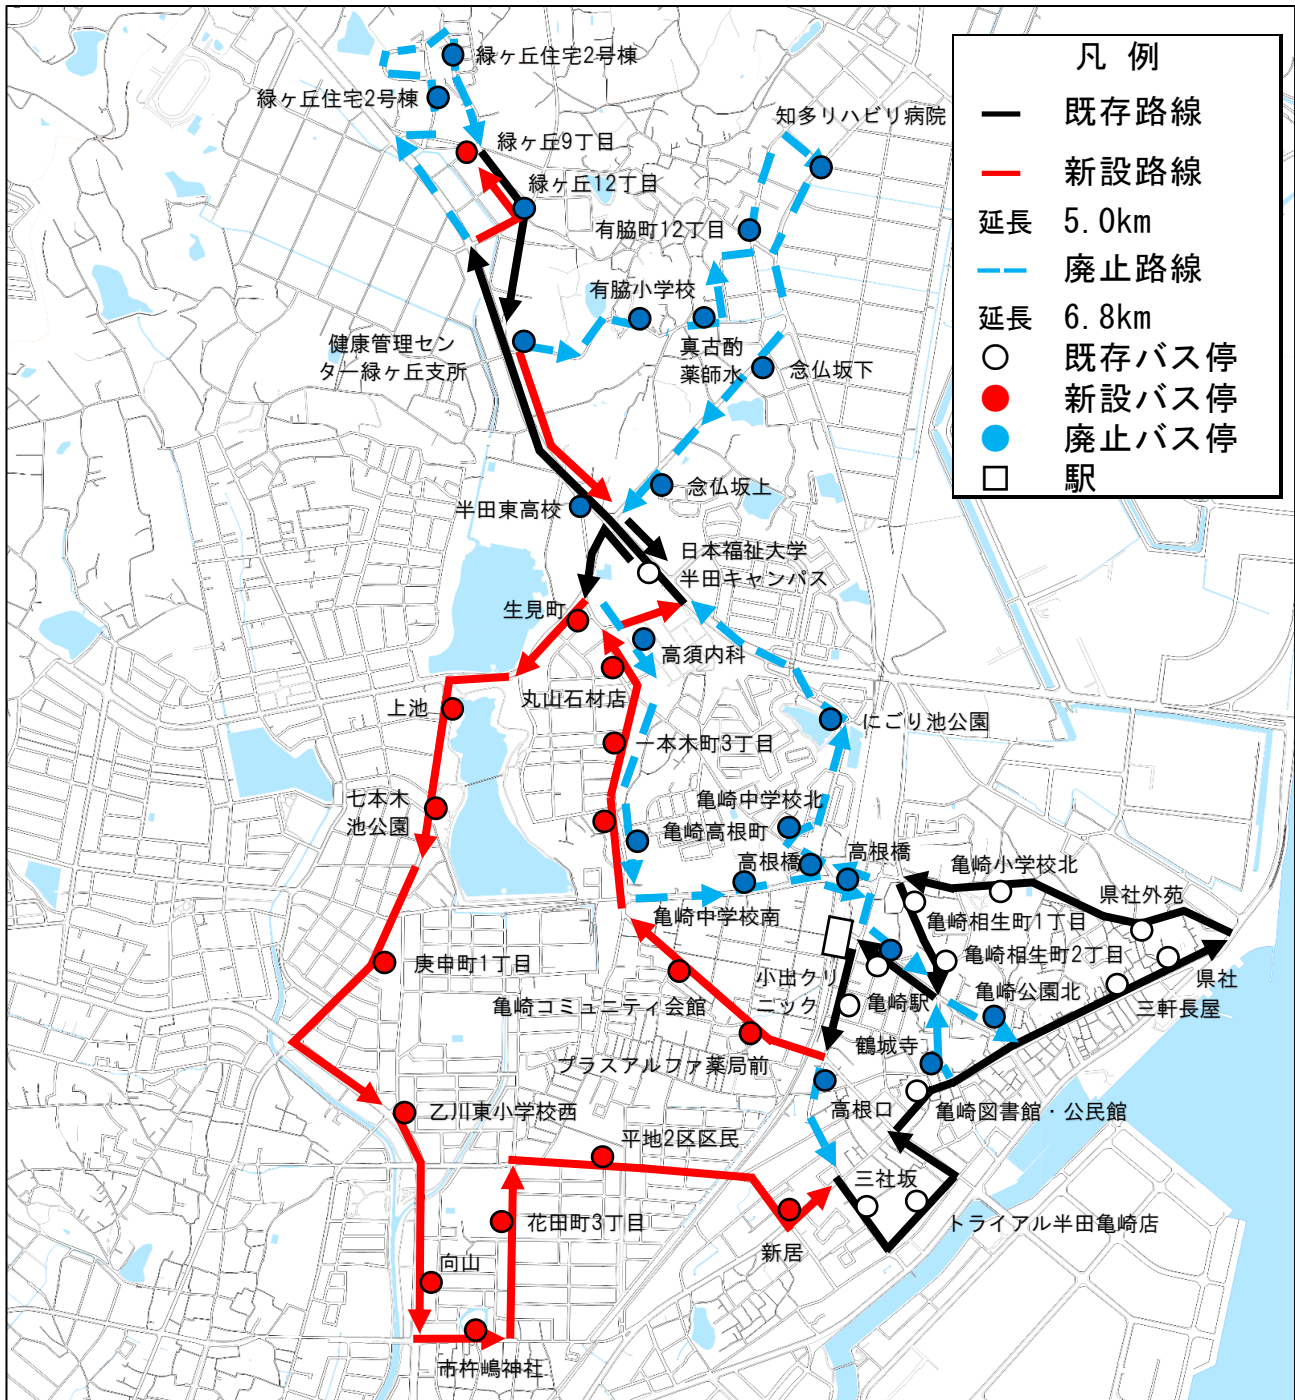 凡 例
既存路線
新設路線
延長 5.0km
廃止路線
延長 6.8km
既存バス停
新設バス停
廃止バス停
駅
緑ヶ丘住宅2号棟
緑ヶ丘住宅2号棟
知多リハビリ病院
緑ヶ丘9丁目
緑ヶ丘12丁目
有脇町12丁目
有脇小学校
健康管理セン
ター緑ヶ丘支所
真古酌
薬師水
念仏坂下
念仏坂上
半田東高校
日本福祉大学
半田キャンパス
生見町
高須内科
丸山石材店
上池
にごり池公園
一本木町3丁目
七本木
池公園
亀崎中学校北
亀崎高根町
高根橋
高根橋
亀崎小学校北
県社外苑
亀崎中学校南
亀崎相生町1丁目
亀崎相生町2丁目
庚申町1丁目
小出クリ
ニック
亀崎コミュニティ会館
亀崎駅
亀崎公園北
県社
三軒長屋
プラスアルファ薬局前
鶴城寺
高根口
亀崎図書館・公民館
乙川東小学校西
平地2区区民
三社坂
トライアル半田亀崎店
花田町3丁目
新居
向山
市杵嶋神社